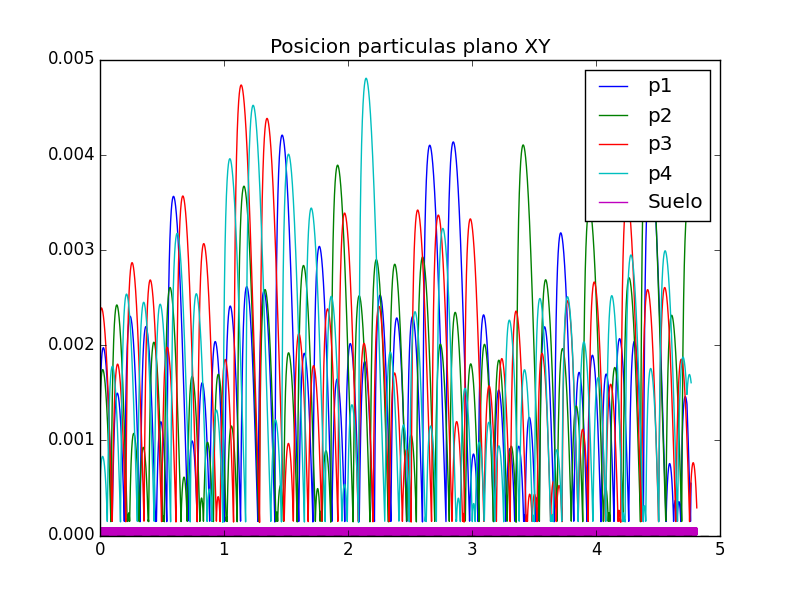 Posicion particulas plano XY
0.005
0.004
0.003
0.002
0.001
0.000
0 1 2 3 4 5
p1
p2
p3
p4
Suelo